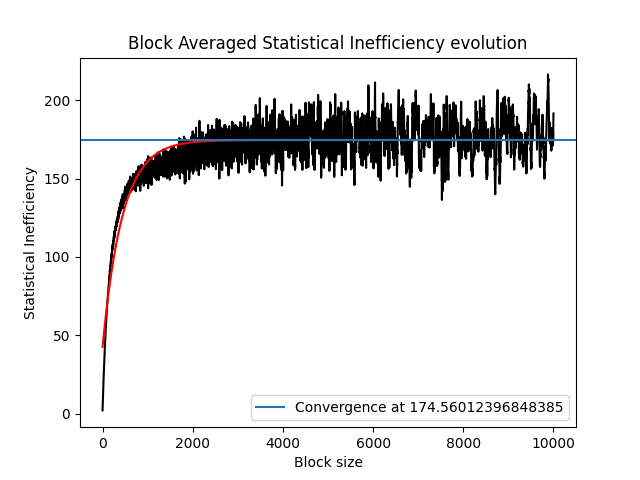 Block Averaged Statistical Inefficiency evolution
200
150
100
50
0
Statistical Inefficiency
Convergence at 174.56012396848385
0 2000 4000 6000 8000 10000
Block size